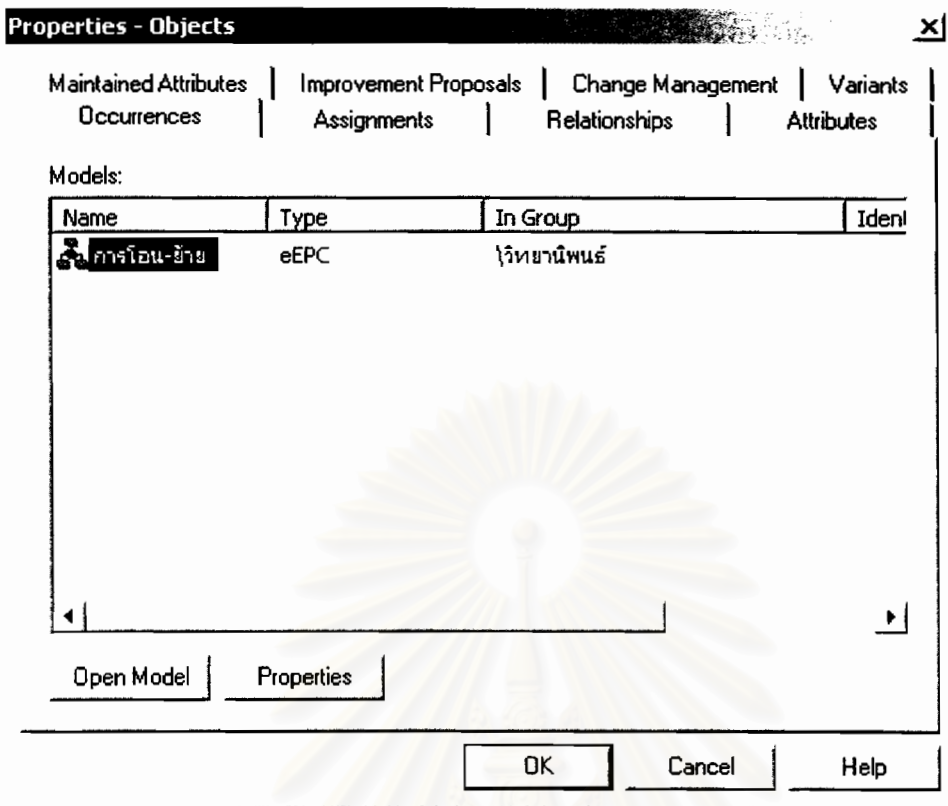 Properties - Objects
Maintained Attributes Improvement Proposals Change Management Variants
Occurrences Assignments Relationships Attributes
Models:
Name Type In Group Iden
การโอน-ย้าย eEPC \วิทยานิพนธ์
Open Model Properties
OK Cancel Help